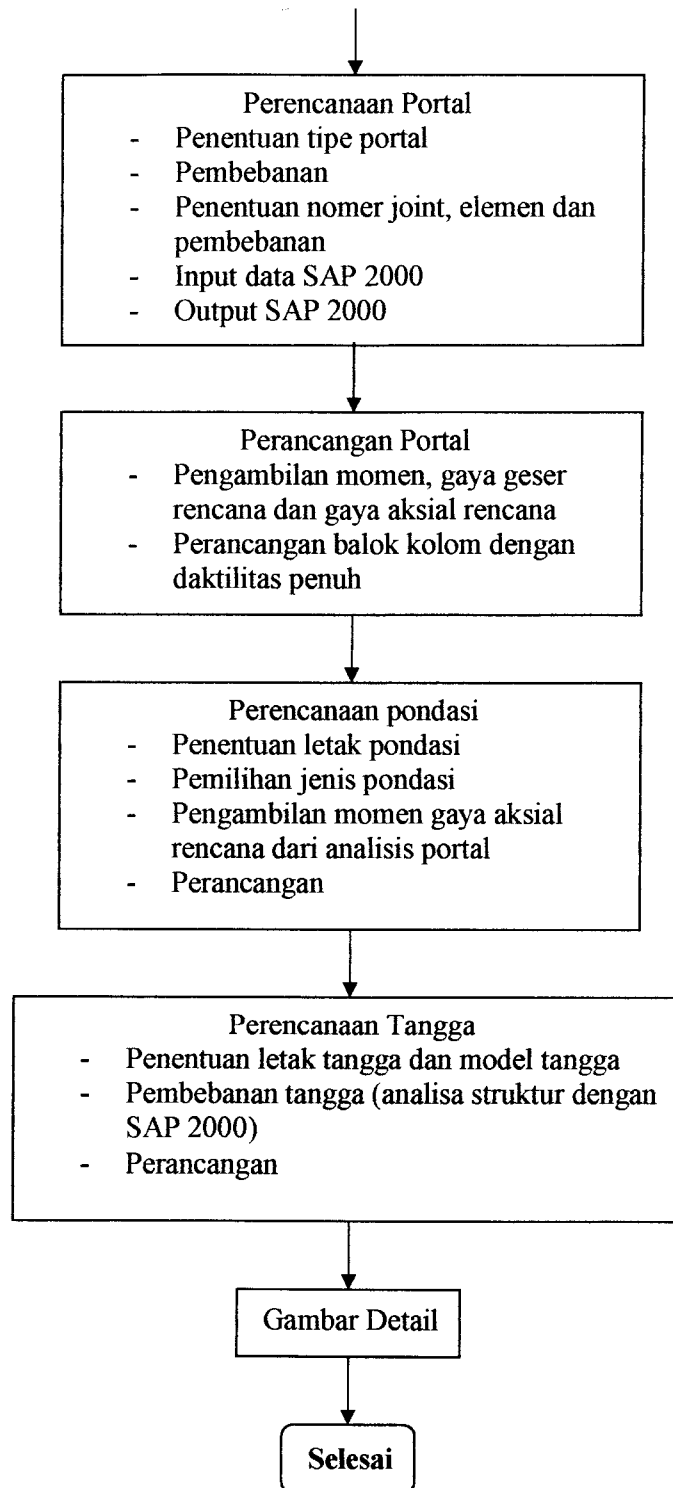 Perencanaan Portal
- Penentuan tipe portal
- Pembebanan
- Penentuan nomer joint, elemen dan
pembebanan
- Input data SAP 2000
- Output SAP 2000
Perancangan Portal
- Pengambilan momen, gaya geser
rencana dan gaya aksial rencana
- Perancangan balok kolom dengan
daktilitas penuh
Perencanaan pondasi
- Penentuan letak pondasi
- Pemilihan jenis pondasi
- Pengambilan momen gaya aksial
rencana dari analisis portal
- Perancangan
Perencanaan Tangga
- Penentuan letak tangga dan model tangga
- Pembebanan tangga (analisa struktur dengan
SAP 2000)
- Perancangan
Gambar Detail
Selesai